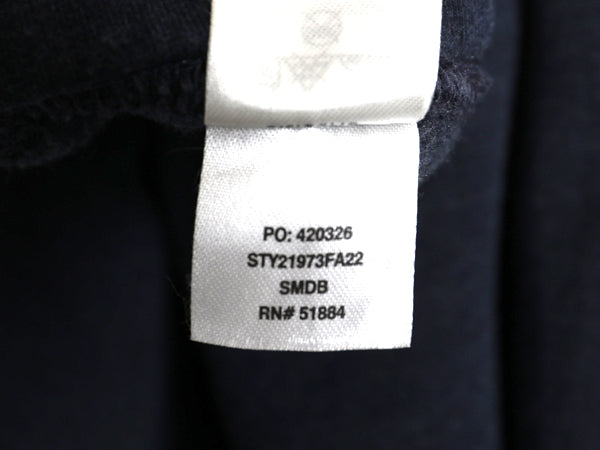 PO: 420326
STY21973FA22
SMDB
RN# 51884